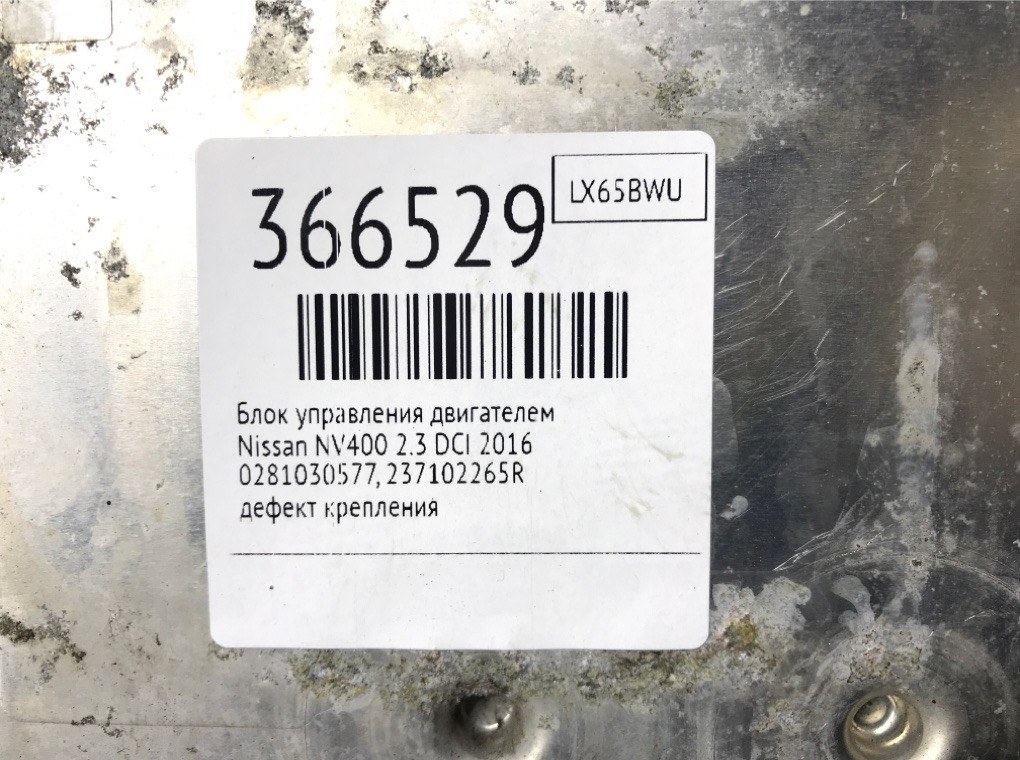 366529
LX65BWU
Блок управления двигателем
Nissan NV400 2.3 DCI 2016
0281030577, 237102265R
дефект крепления